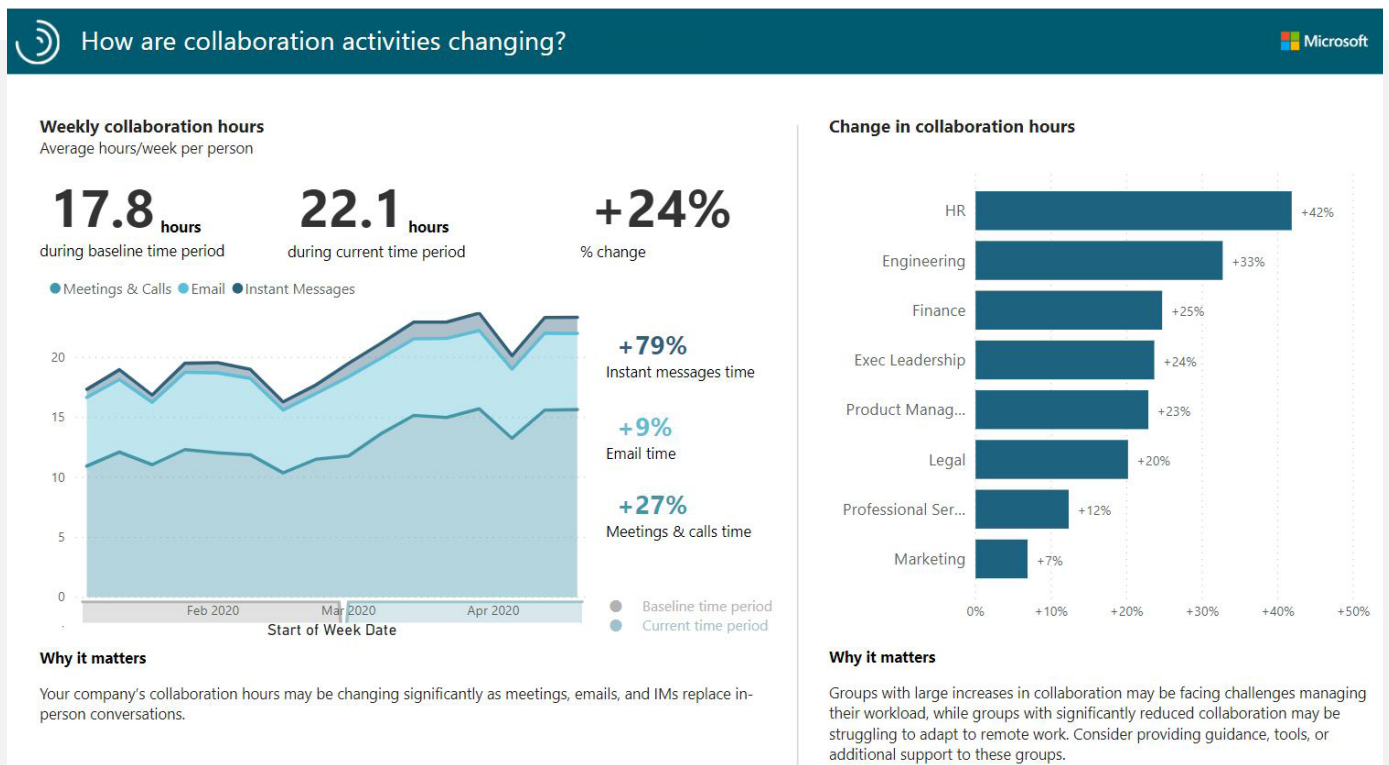 How are collaboration activities changing?
Microsoft
Weekly collaboration hours
Average hours/week per person
17.8 hours
during baseline time period
22.1 hours
during current time period
+24%
% change
Meetings & Calls Email Instant Messages
20
15
10
5
0
Feb 2020 Mar 2020 Apr 2020
Start of Week Date
+79%
Instant messages time
+9%
Email time
+27%
Meetings & calls time
Baseline time period
Current time period
Why it matters
Your company's collaboration hours may be changing significantly as meetings, emails, and IMs replace in-
person conversations.
Change in collaboration hours
HR +42%
Engineering +33%
Finance +25%
Exec Leadership +24%
Product Manag... +23%
Legal +20%
Professional Ser... +12%
Marketing +7%
0% +10% +20% +30% +40% +50%
Why it matters
Groups with large increases in collaboration may be facing challenges managing
their workload, while groups with significantly reduced collaboration may be
struggling to adapt to remote work. Consider providing guidance, tools, or
additional support to these groups.